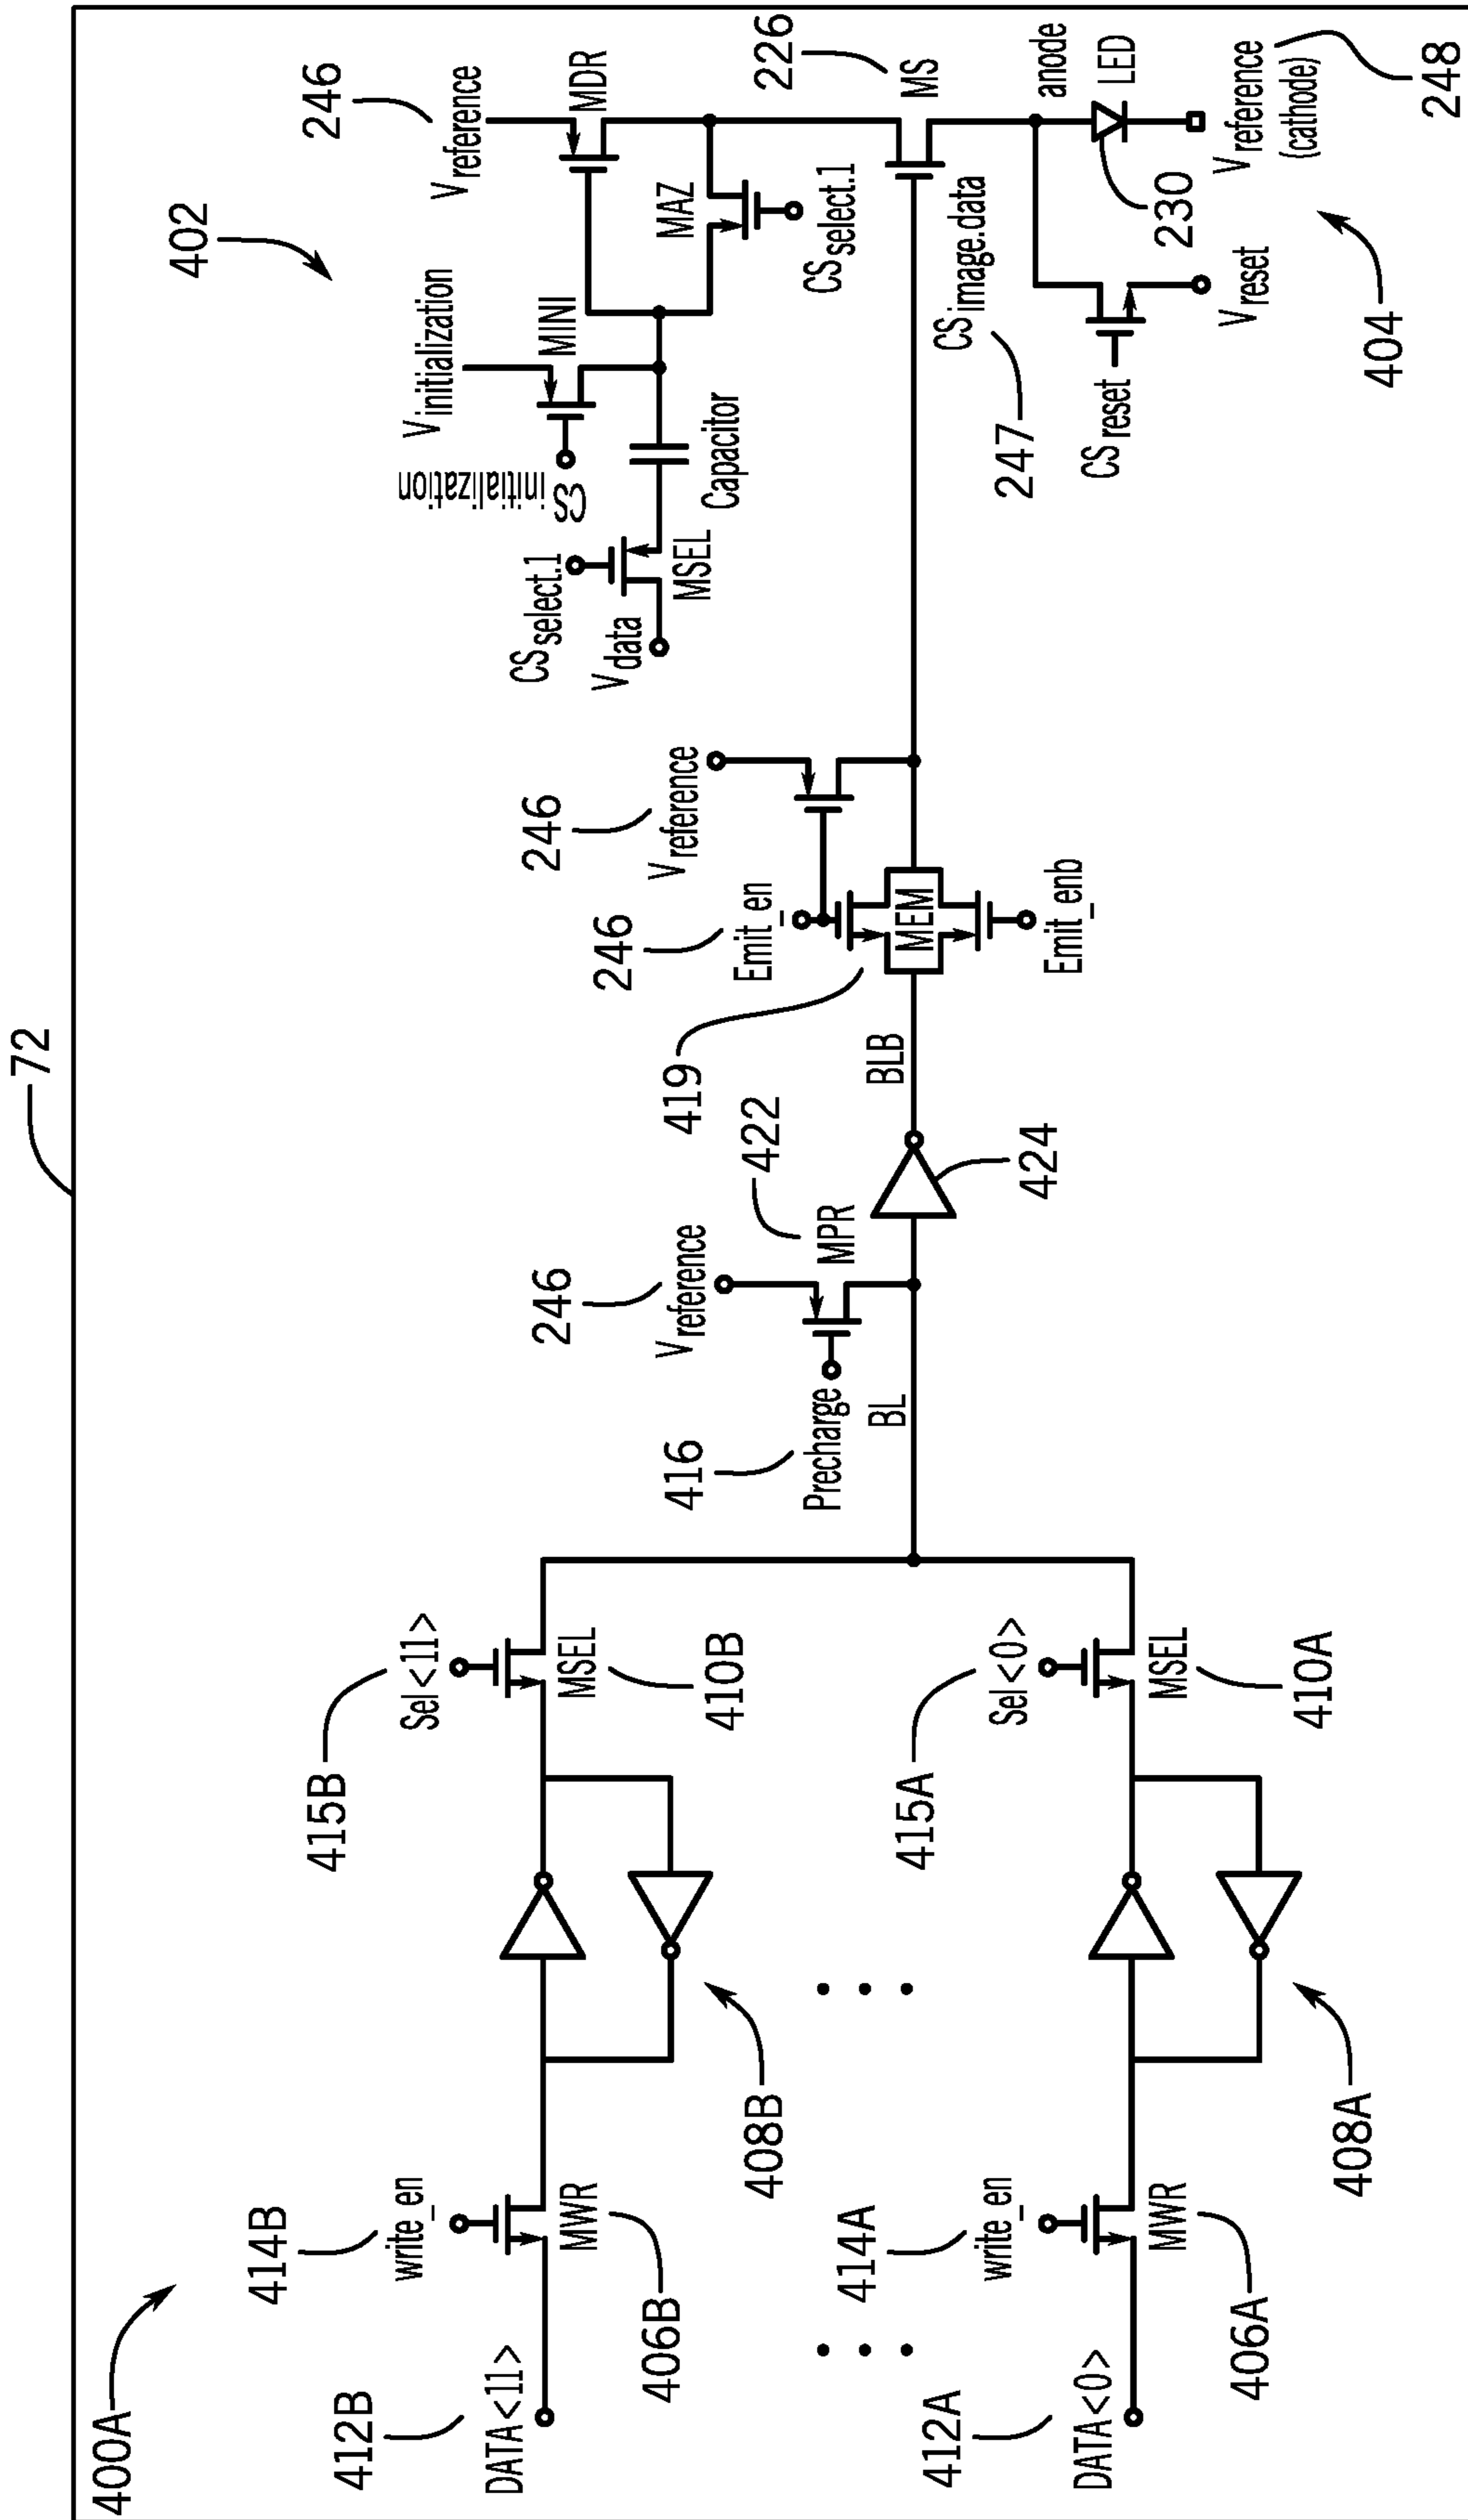 72
400A
402
412B
DATA<11>
414B
write_en
MWR
406B
408B
415B
Sel<11>
MSEL
410B
412A
DATA<0>
414A
write_en
MWR
406A
408A
415A
Sel<0>
MSEL
410A
416
Precharge
BL
246
Vreference
MPR
422
424
BLB
419
246
Emit_en
MEM
Emit_enb
246
Vreference
CSselect.1
Vdata
MSEL
Capacitor
CS initialization
Vinitialization
MINI
246
Vreference
MDR
MAZ
CSselect.1
226
MS
CSimage.data
247
CSreset
Vreset
anode
LED
230
Vreference
(cathode)
248
404